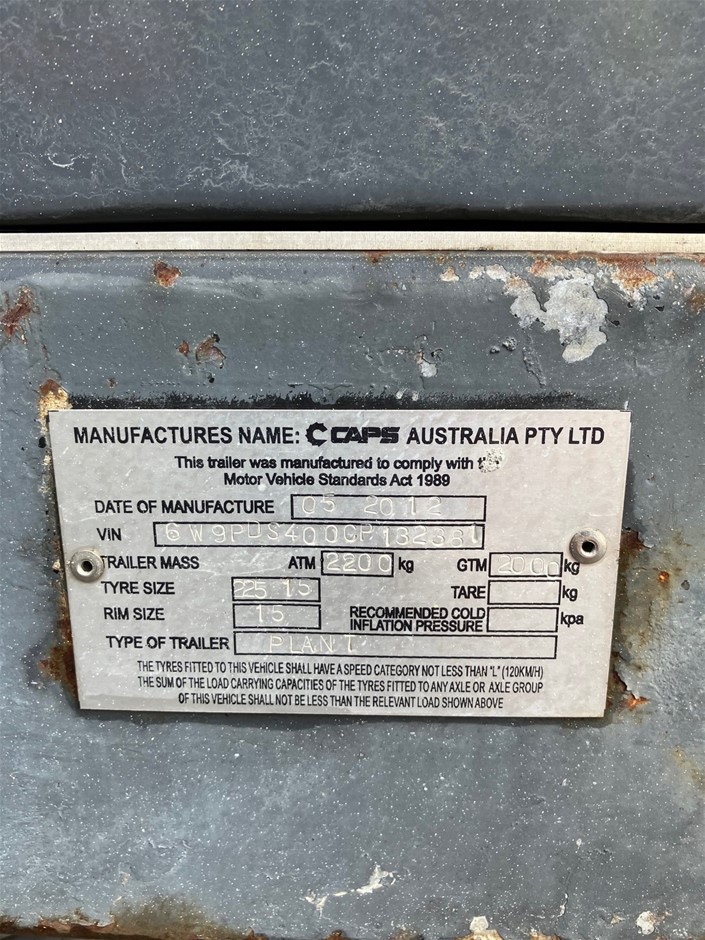 MANUFACTURES NAME: CAPS AUSTRALIA PTY LTD
This trailer was manufactured to comply with
Motor Vehicle Standards Act 1989
DATE OF MANUFACTURE 05 2012
VIN
TRAILER MASS ATM 2200 kg GTM 2000 kg
TYRE SIZE 225 15 TARE kg
RIM SIZE 15 RECOMMENDED COLD INFLATION PRESSURE kpa
TYPE OF TRAILER PLANT
THE TYRES FITTED TO THIS VEHICLE SHALL HAVE A SPEED CATEGORY NOT LESS THAN "L" (120KM/H)
THE SUM OF THE LOAD CARRYING CAPACITIES OF THE TYRES FITTED TO ANY AXLE OR AXLE GROUP
OF THIS VEHICLE SHALL NOT BE LESS THAN THE RELEVANT LOAD SHOWN ABOVE